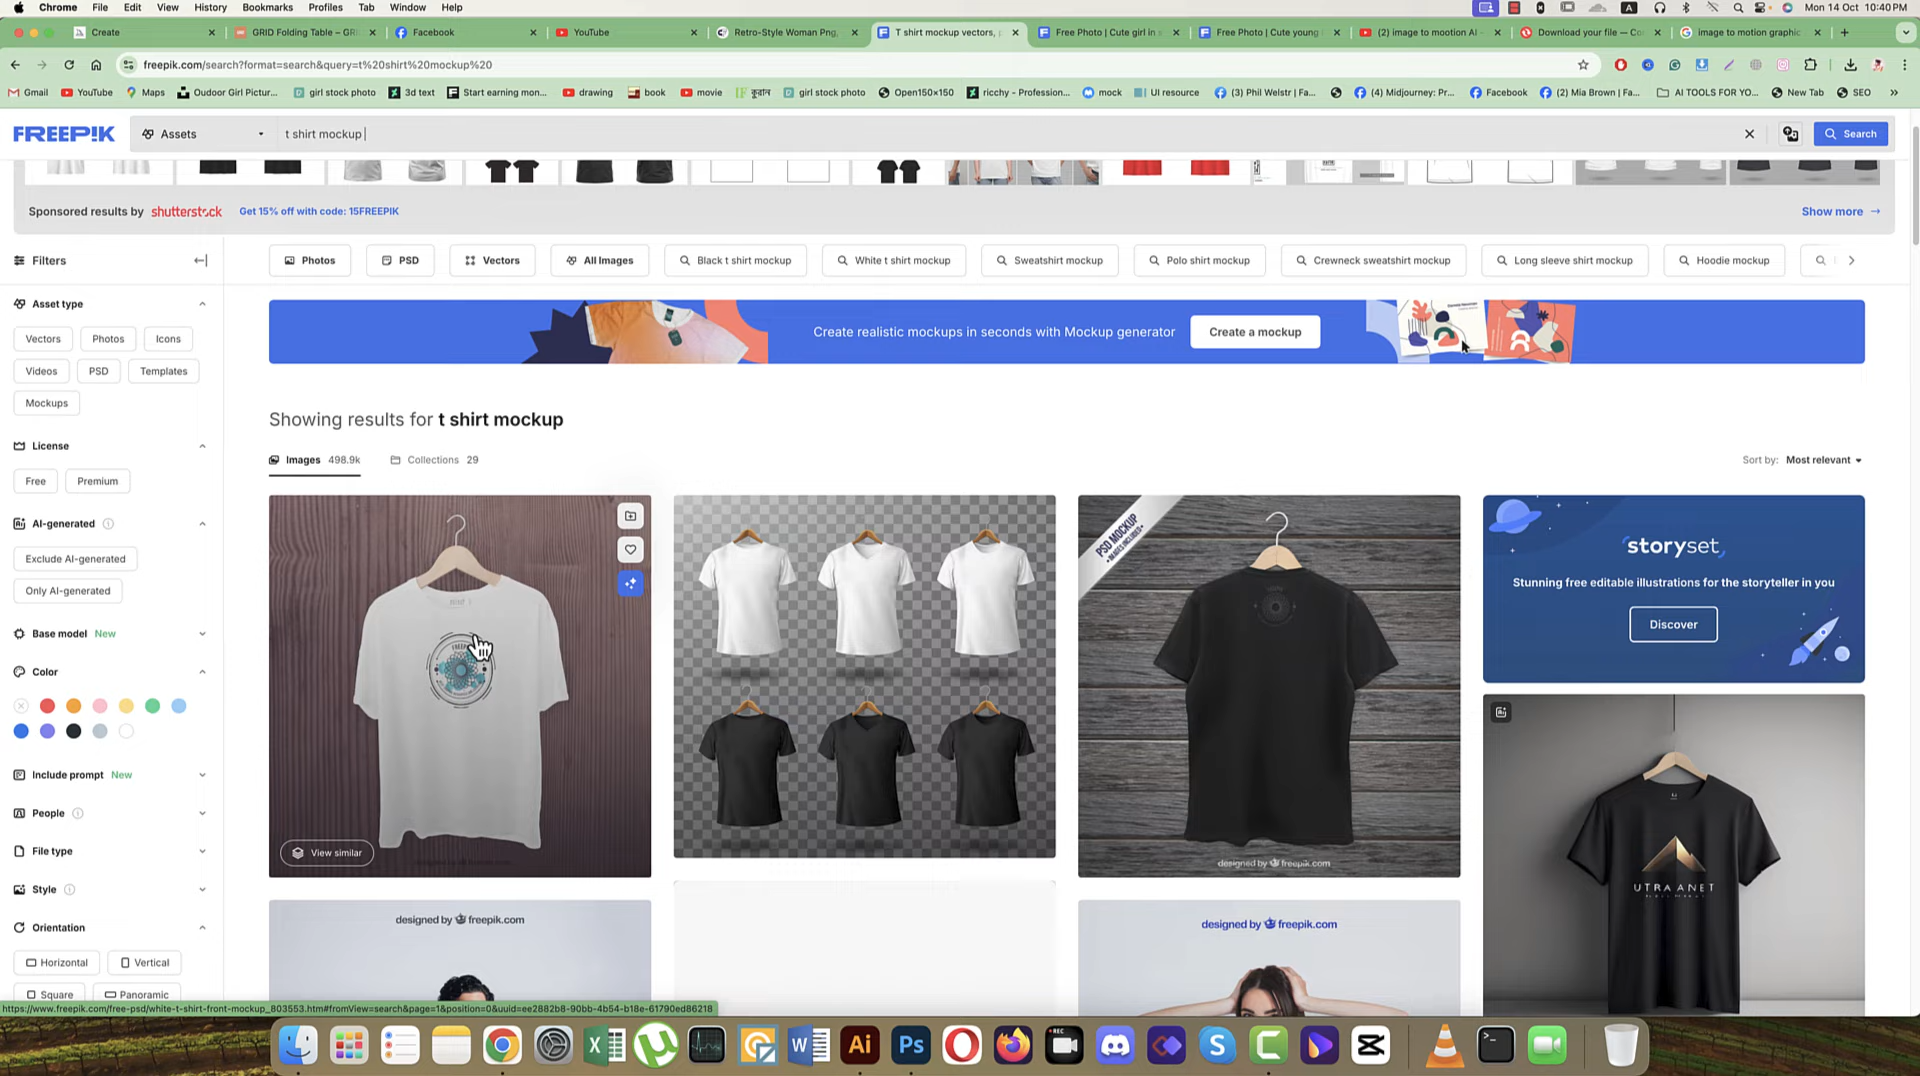 Chrome File Edit View History Bookmarks Profiles Tab Window Help
Mon 14 Oct 10:40 PM
Create
GRID Folding Table – GRI
Facebook
YouTube
Retro-Style Woman Png,
T shirt mockup vectors,
Free Photo | Cute girl in s
Free Photo | Cute young
(2) image to mootion AI -
Download your file — Co
image to motion graphic
freepik.com/search?format=search&query=t%20shirt%20mockup%20
Gmail YouTube Maps Oudoor Girl Pictur... girl stock photo 3d text Start earning mon... drawing book movie কুরান girl stock photo Open150×150 ricchy - Profession... mock UI resource (3) Phil Welstr | Fa... (4) Midjourney: Pr... Facebook (2) Mia Brown | Fa... AI TOOLS FOR YO... New Tab SEO
FREEPIK Assets t shirt mockup Search
Sponsored results by shutterstock Get 15% off with code: 15FREEPIK Show more
Filters
Photos PSD Vectors All Images Black t shirt mockup White t shirt mockup Sweatshirt mockup Polo shirt mockup Crewneck sweatshirt mockup Long sleeve shirt mockup Hoodie mockup
Asset type
Vectors Photos Icons
Videos PSD Templates
Mockups
License
Free Premium
AI-generated
Exclude AI-generated
Only AI-generated
Base model New
Color
Include prompt New
People
File type
Style
Orientation
Horizontal Vertical
Square Panoramic
Create realistic mockups in seconds with Mockup generator Create a mockup
Showing results for t shirt mockup
Images 498.9k Collections 29
Sort by: Most relevant
View similar
PSD MOCKUP
designed by freepik.com
storyset
Stunning free editable illustrations for the storyteller in you
Discover
UTRA ANET
designed by freepik.com
designed by freepik.com
https://www.freepik.com/free-psd/white-t-shirt-front-mockup_803553.htm#fromView=search&page=1&position=0&uuid=ee2882b8-90bb-4b54-b18e-61790ed86218